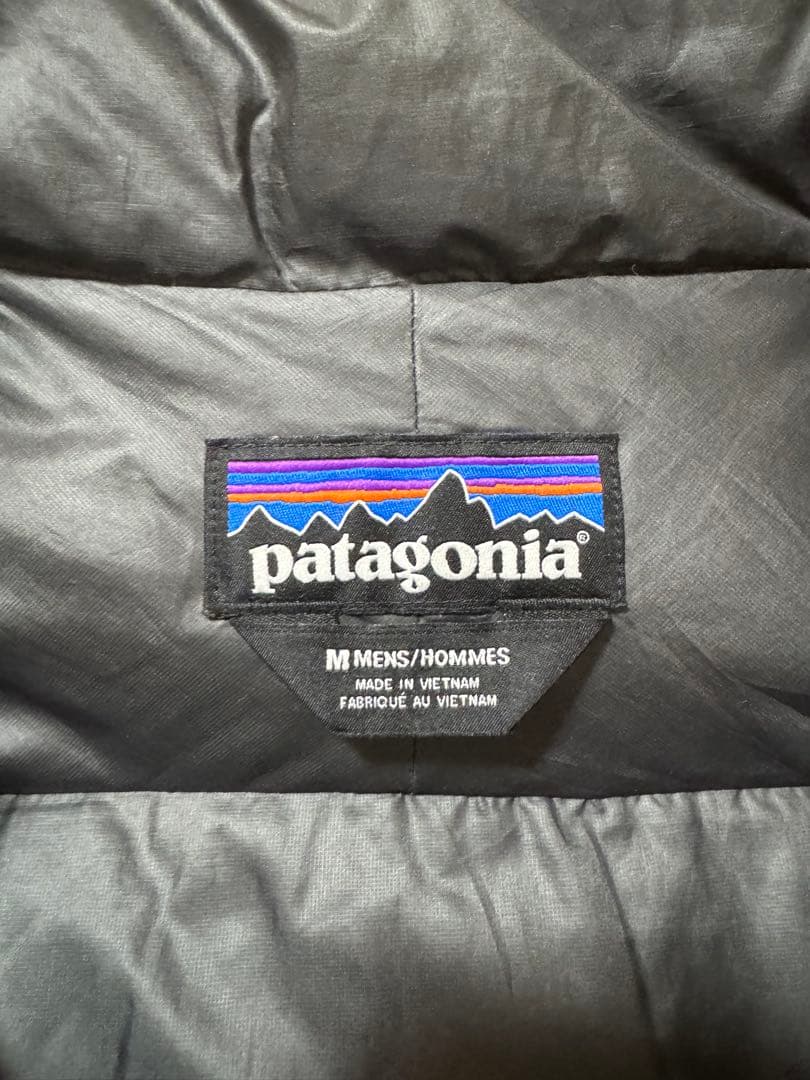 patagonia®
M MENS/HOMMES
MADE IN VIETNAM
FABRIQUÉ AU VIETNAM